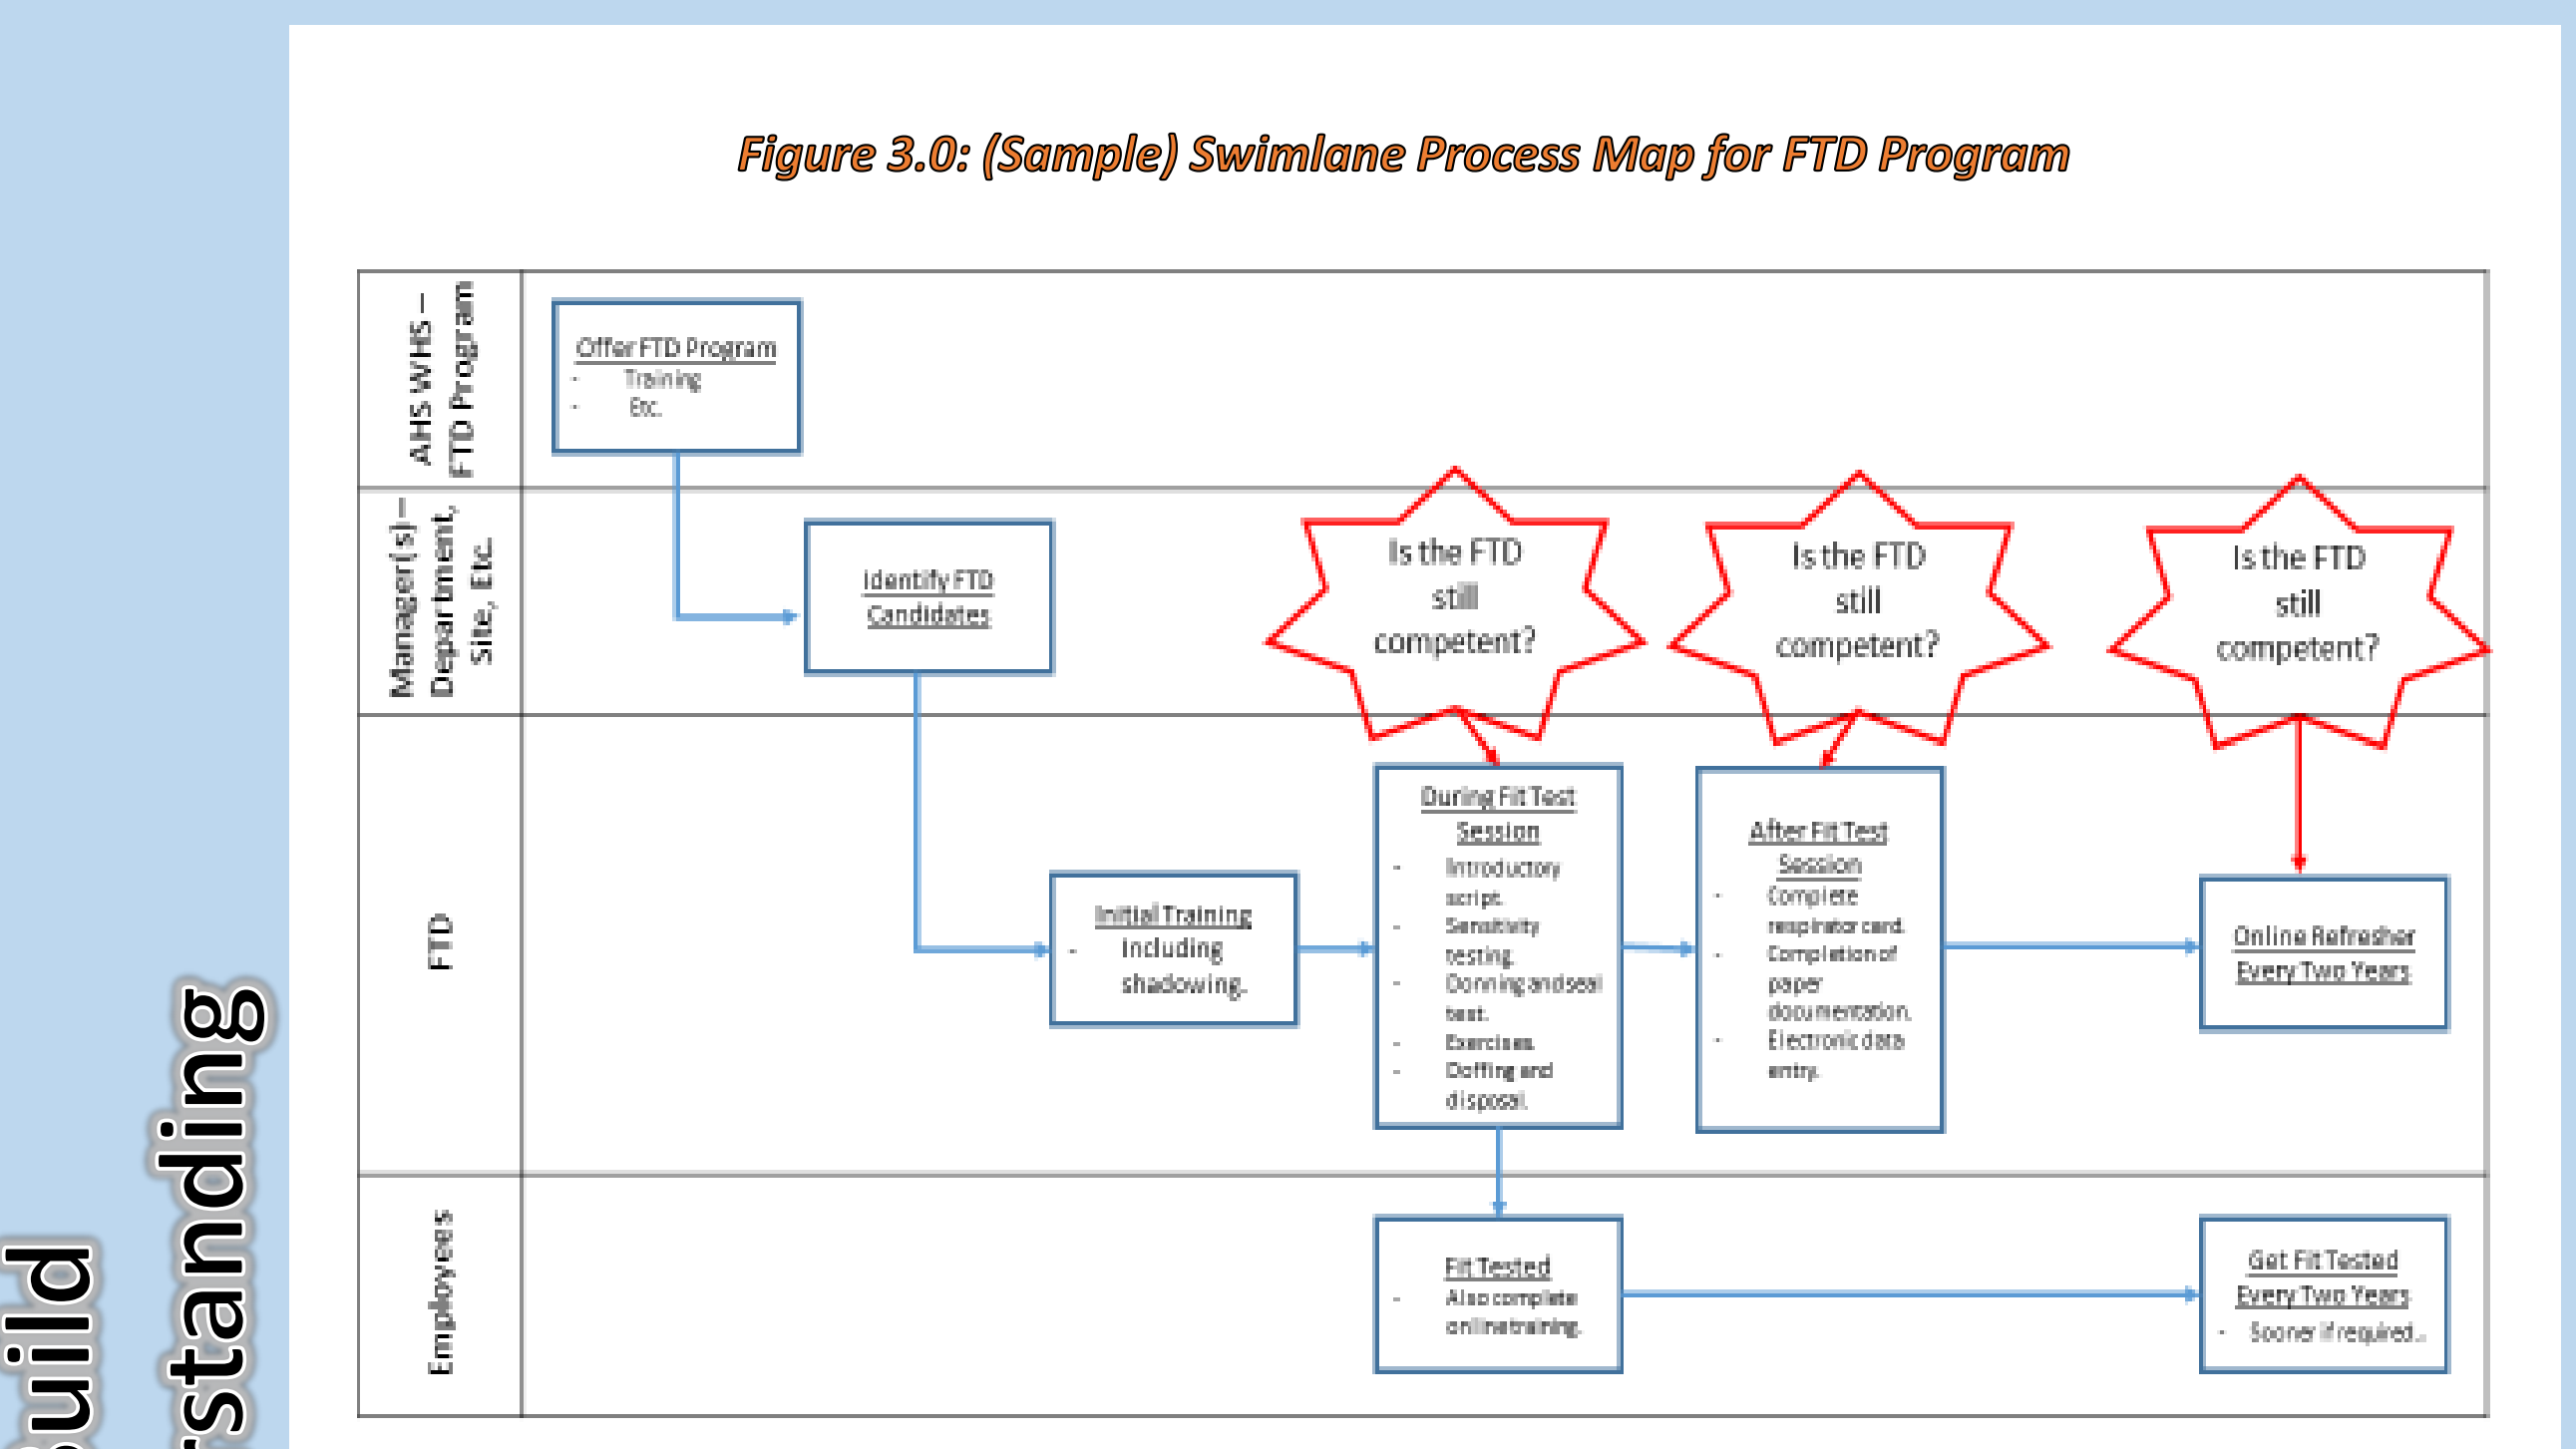 Figure 3.0: (Sample) Swimlane Process Map for FTD Program
AHS WHS –
FTD Program
Offer FTD Program
- Training
- Etc.
Manager(s) –
Department,
Site, Etc.
Identify FTD
Candidates
Is the FTD
still
competent?
Is the FTD
still
competent?
Is the FTD
still
competent?
FTD
Initial Training
- Including
shadowing.
During Fit Test
Session
- Introductory
script.
- Sensitivity
testing.
- Donning and seal
test.
- Exercises.
- Doffing and
disposal.
After Fit Test
Session
- Complete
respirator card.
- Completion of
paper
documentation.
- Electronic data
entry.
Online Refresher
Every Two Years
Employees
Fit Tested
- Also complete
online training.
Get Fit Tested
Every Two Years
- Sooner if required..
uild
rstanding